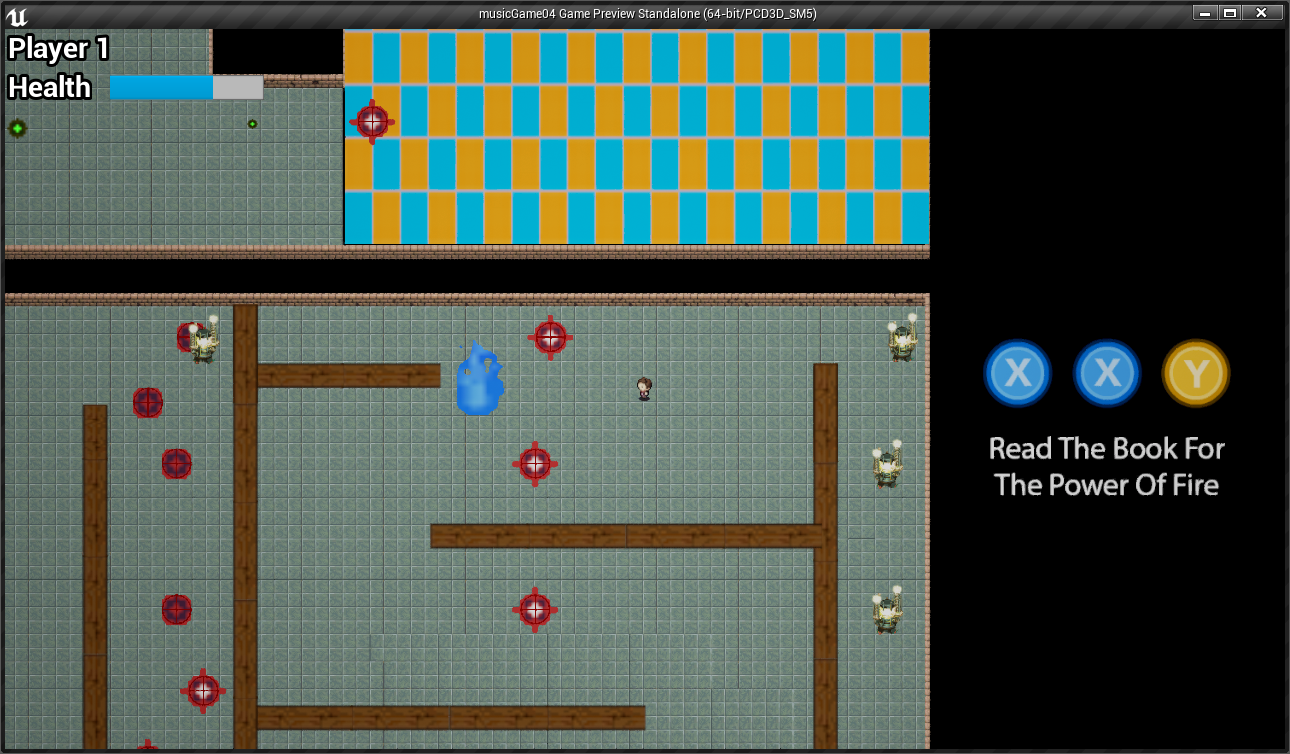 musicGame04 Game Preview Standalone (64-bit/PCD3D_SM5)
Player 1
Health
X X Y
Read The Book For
The Power Of Fire